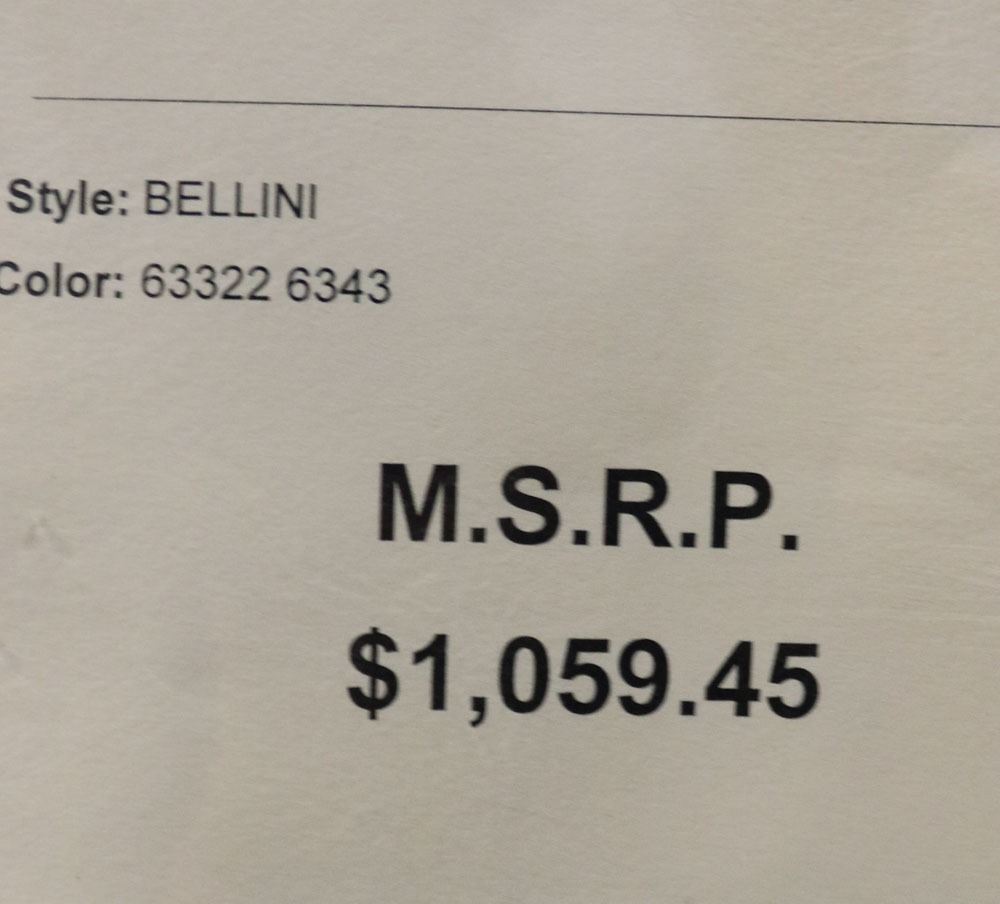 Style: BELLINI
Color: 63322 6343
M.S.R.P.
$1,059.45